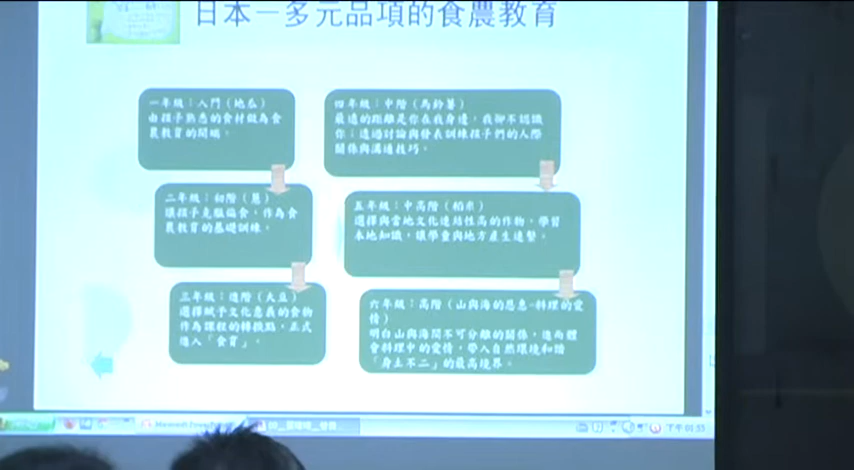 日本－多元品項的食農教育
一年級：入門（地瓜）
由孩子熟悉的食材做為食
農教育的開端。
二年級：初階（蔥）
讓孩子克服偏食，作為食
農教育的基礎訓練。
三年級：進階（大豆）
選擇賦予文化意義的食物
作為課程的轉捩點，正式
進入「食育」。
四年級：中階（馬鈴薯）
最遠的距離是你在我身邊，我卻不認識
你；透過討論與發表訓練孩子們的人際
關係與溝通技巧。
五年級：中高階（稻米）
選擇與當地文化連結性高的作物，學習
本地知識，讓學童與地方產生連繫。
六年級：高階（山與海的恩惠-料理的愛
情）
明白山與海間不可分離的關係，進而體
會料理中的愛情，帶入自然環境和諧
「身土不二」的最高境界。
下午 01:55